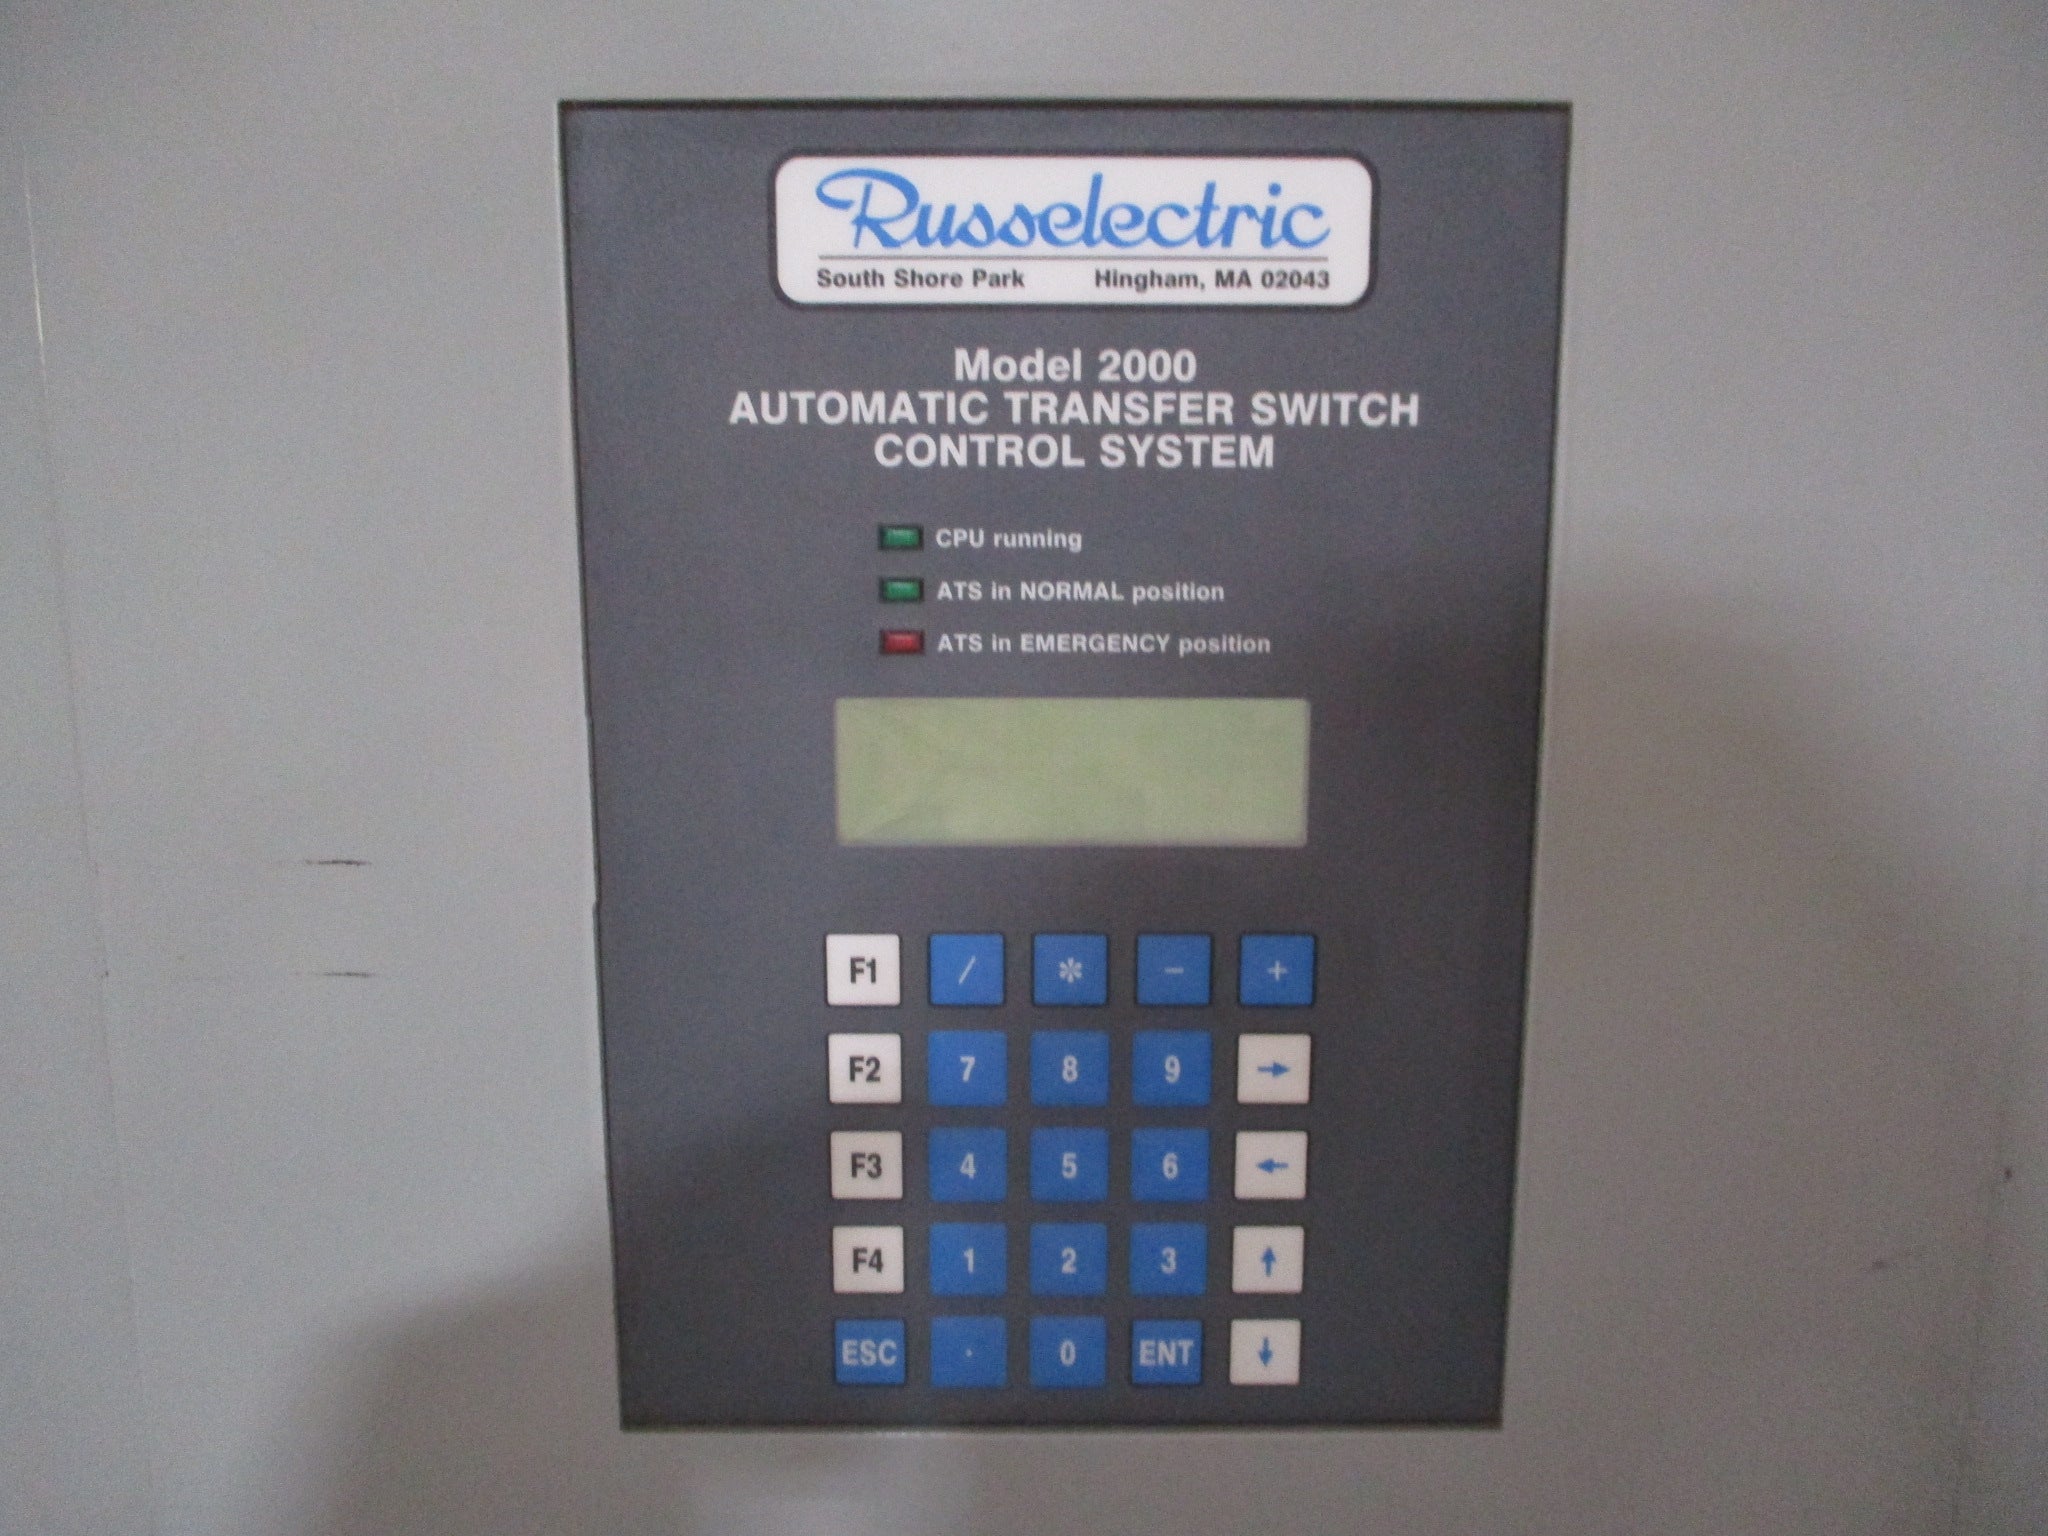 Russelectric
South Shore Park Hingham, MA 02043
Model 2000
AUTOMATIC TRANSFER SWITCH
CONTROL SYSTEM
CPU running
ATS in NORMAL position
ATS in EMERGENCY position
F1 / * - +
F2 7 8 9 →
F3 4 5 6 ←
F4 1 2 3 ↑
ESC . 0 ENT ↓